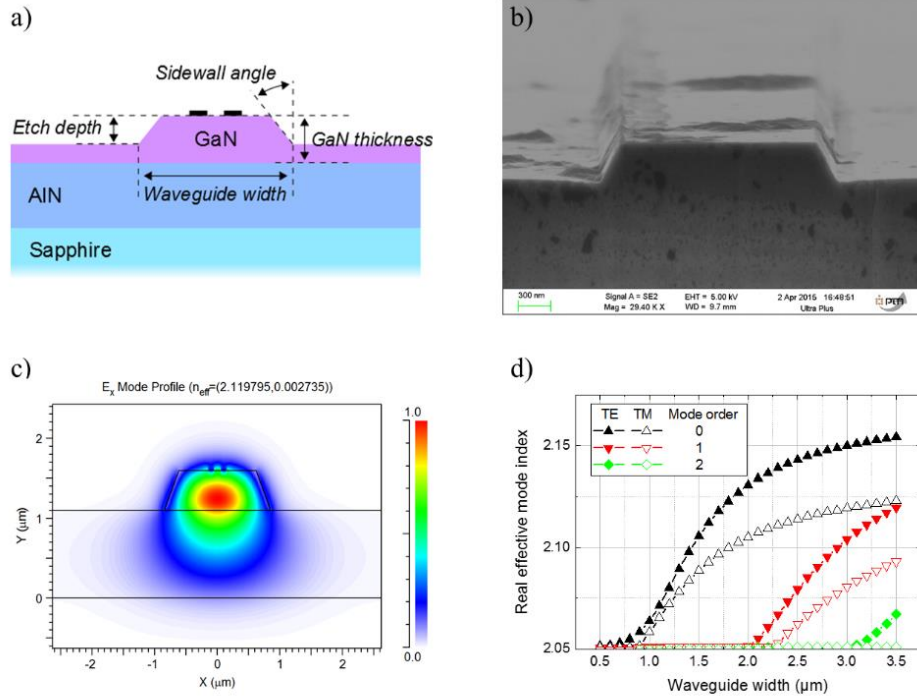 a)
Sidewall angle
Etch depth
GaN
GaN thickness
Waveguide width
AlN
Sapphire
b)
300 nm
Signal A = SE2
EHT = 5.00 kV
2 Apr 2015
16:48:51
Mag = 29.40 K X
WD = 9.7 mm
Ultra Plus
c)
Ex Mode Profile (neff=(2.119795,0.002735))
1.0
0.0
Y (μm)
2
1
0
-2
-1
0
1
2
X (μm)
d)
TE TM Mode order
0
1
2
Real effective mode index
2.15
2.10
2.05
0.5 1.0 1.5 2.0 2.5 3.0 3.5
Waveguide width (μm)